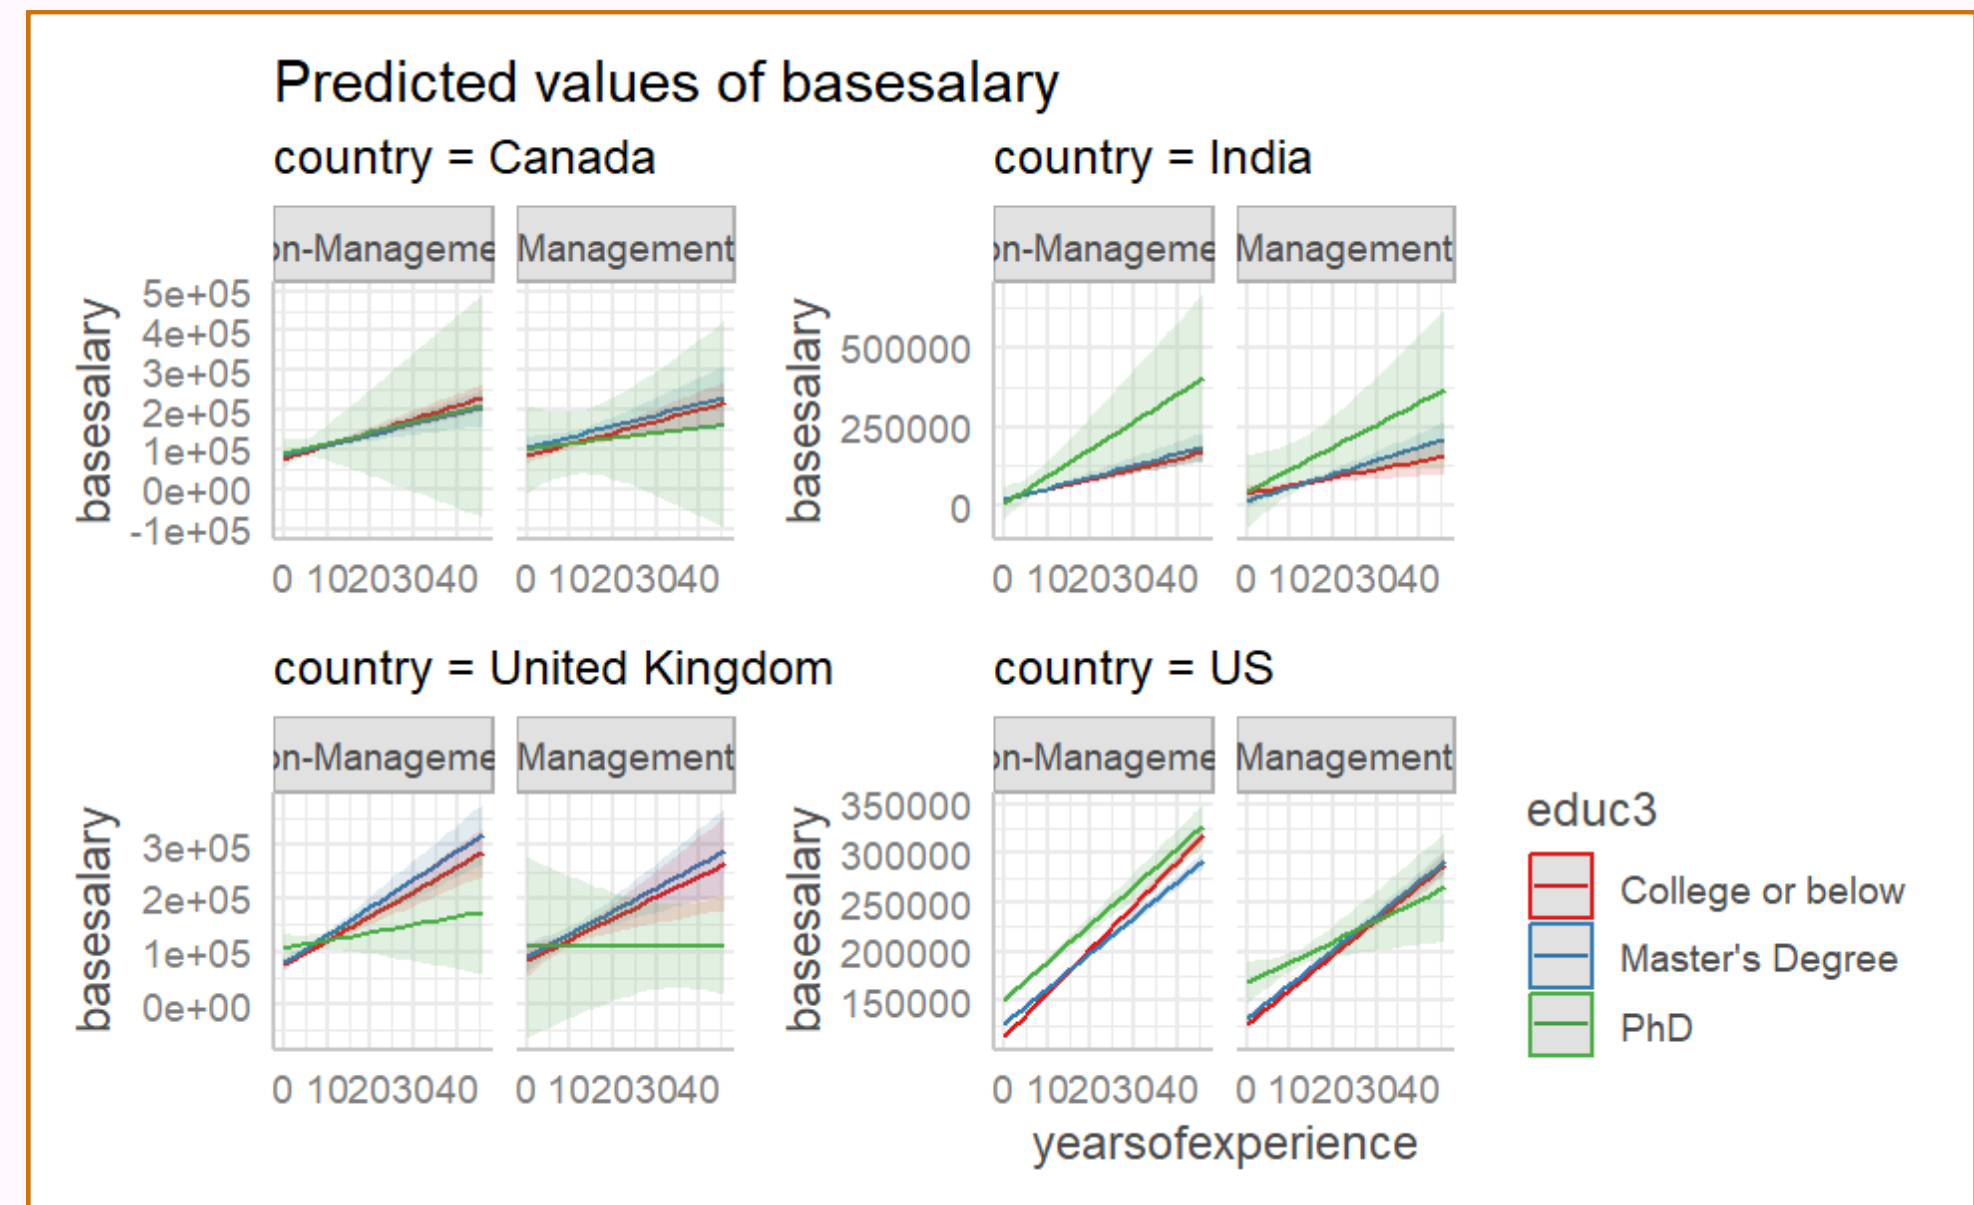 Predicted values of basesalary
country = Canada
on-Manageme
Management
basesalary
5e+05
4e+05
3e+05
2e+05
1e+05
0e+00
-1e+05
0 10203040
0 10203040
country = India
on-Manageme
Management
basesalary
500000
250000
0
0 10203040
0 10203040
country = United Kingdom
on-Manageme
Management
basesalary
3e+05
2e+05
1e+05
0e+00
0 10203040
0 10203040
country = US
on-Manageme
Management
basesalary
350000
300000
250000
200000
150000
0 10203040
0 10203040
yearsofexperience
educ3
College or below
Master's Degree
PhD